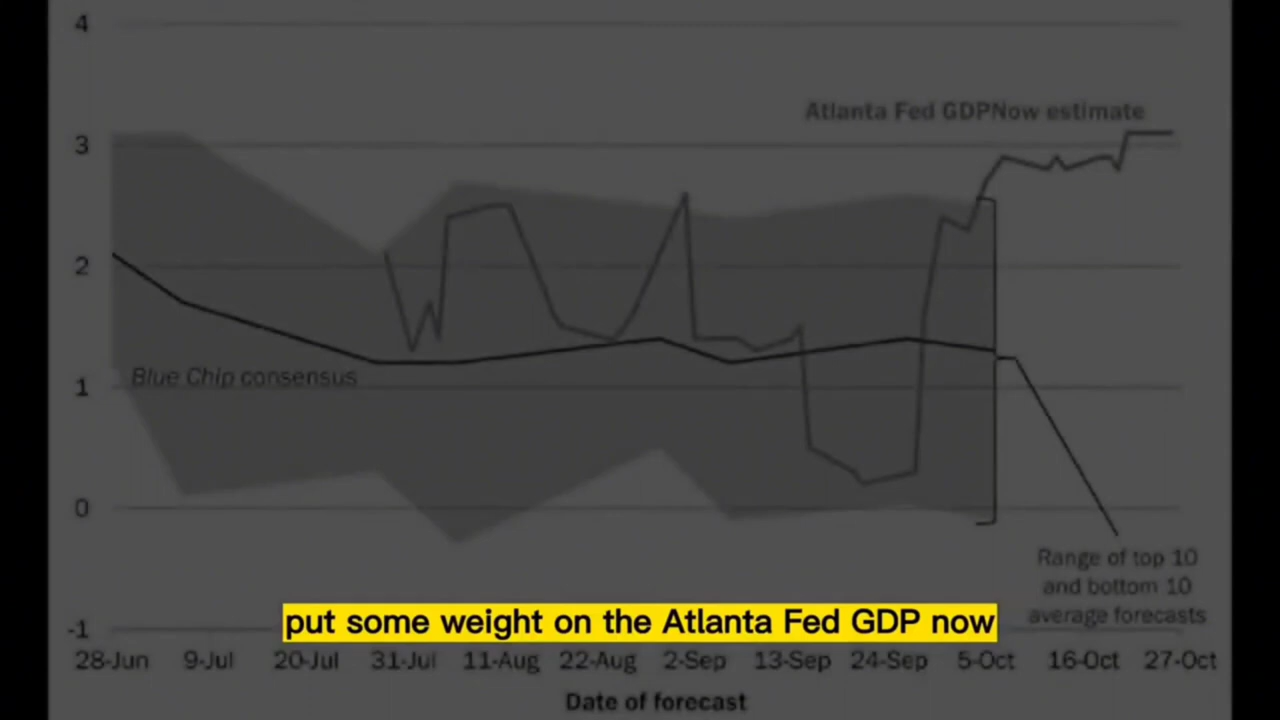 4
Atlanta Fed GDPNow estimate
3
2
Blue Chip consensus
1
0
Range of top 10
and bottom 10
average forecasts
put some weight on the Atlanta Fed GDP now
-1
28-Jun 9-Jul 20-Jul 31-Jul 11-Aug 22-Aug 2-Sep 13-Sep 24-Sep 5-Oct 16-Oct 27-Oct
Date of forecast